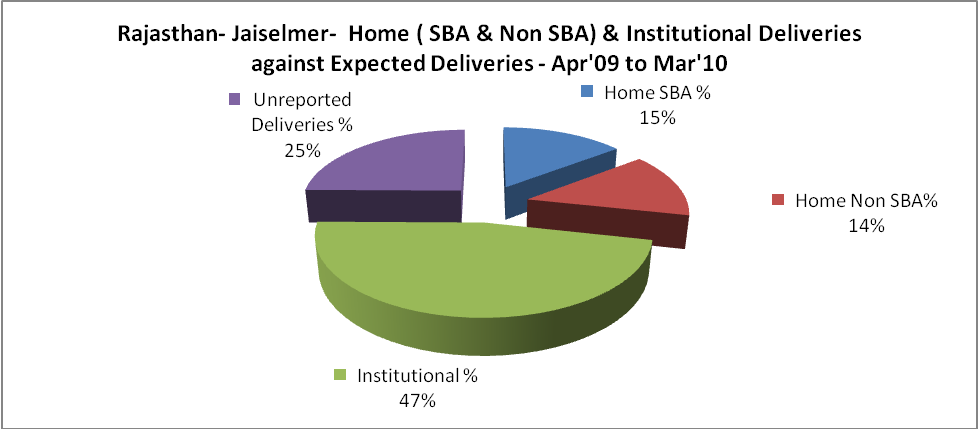 Rajasthan- Jaiselmer-  Home ( SBA & Non SBA) & Institutional Deliveries
against Expected Deliveries - Apr'09 to Mar'10
Unreported
Deliveries %
25%
Home SBA %
15%
Home Non SBA%
14%
Institutional %
47%